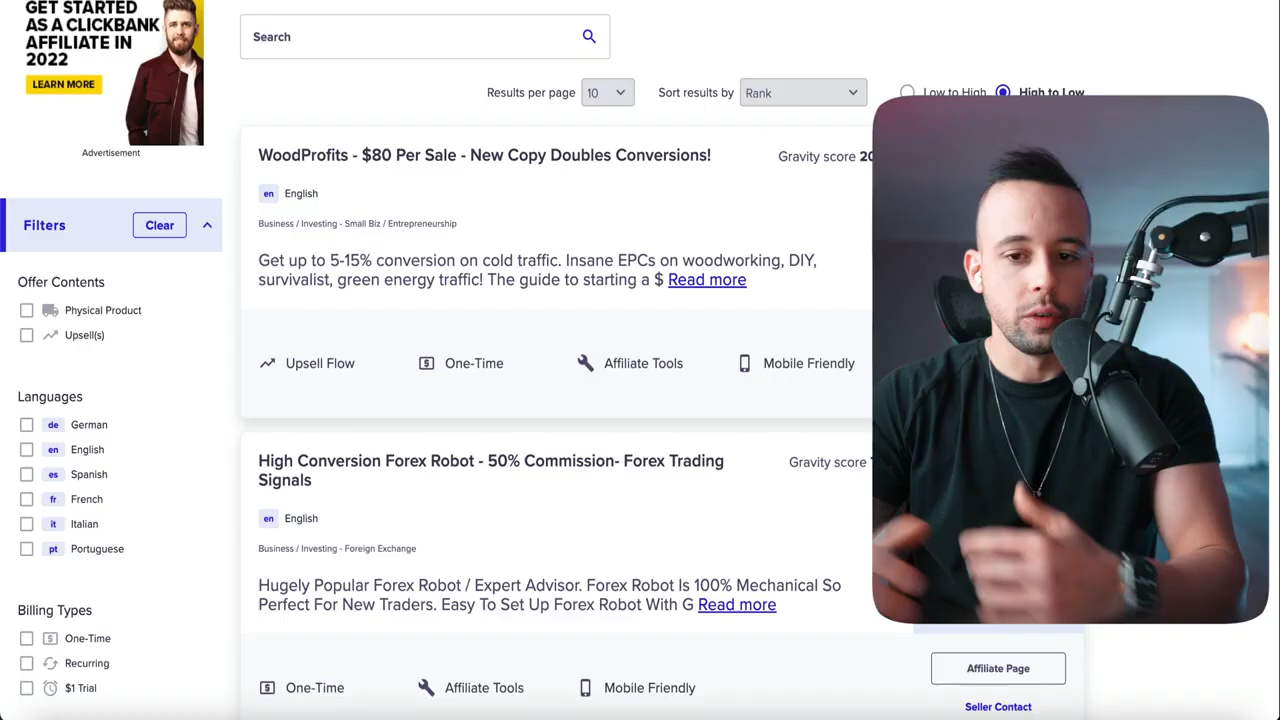 GET STARTED
AS A CLICKBANK
AFFILIATE IN
2022
LEARN MORE
Advertisement
Search
Results per page
10
Sort results by
Rank
Low to High
High to Low
Filters
Clear
Offer Contents
Physical Product
Upsell(s)
Languages
de German
en English
es Spanish
fr French
it Italian
pt Portuguese
Billing Types
One-Time
Recurring
$1 Trial
WoodProfits - $80 Per Sale - New Copy Doubles Conversions!
Gravity score
en English
Business / Investing - Small Biz / Entrepreneurship
Get up to 5-15% conversion on cold traffic. Insane EPCs on woodworking, DIY,
survivalist, green energy traffic! The guide to starting a $ Read more
Upsell Flow
One-Time
Affiliate Tools
Mobile Friendly
High Conversion Forex Robot - 50% Commission- Forex Trading
Signals
Gravity score
en English
Business / Investing - Foreign Exchange
Hugely Popular Forex Robot / Expert Advisor. Forex Robot Is 100% Mechanical So
Perfect For New Traders. Easy To Set Up Forex Robot With G Read more
One-Time
Affiliate Tools
Mobile Friendly
Affiliate Page
Seller Contact